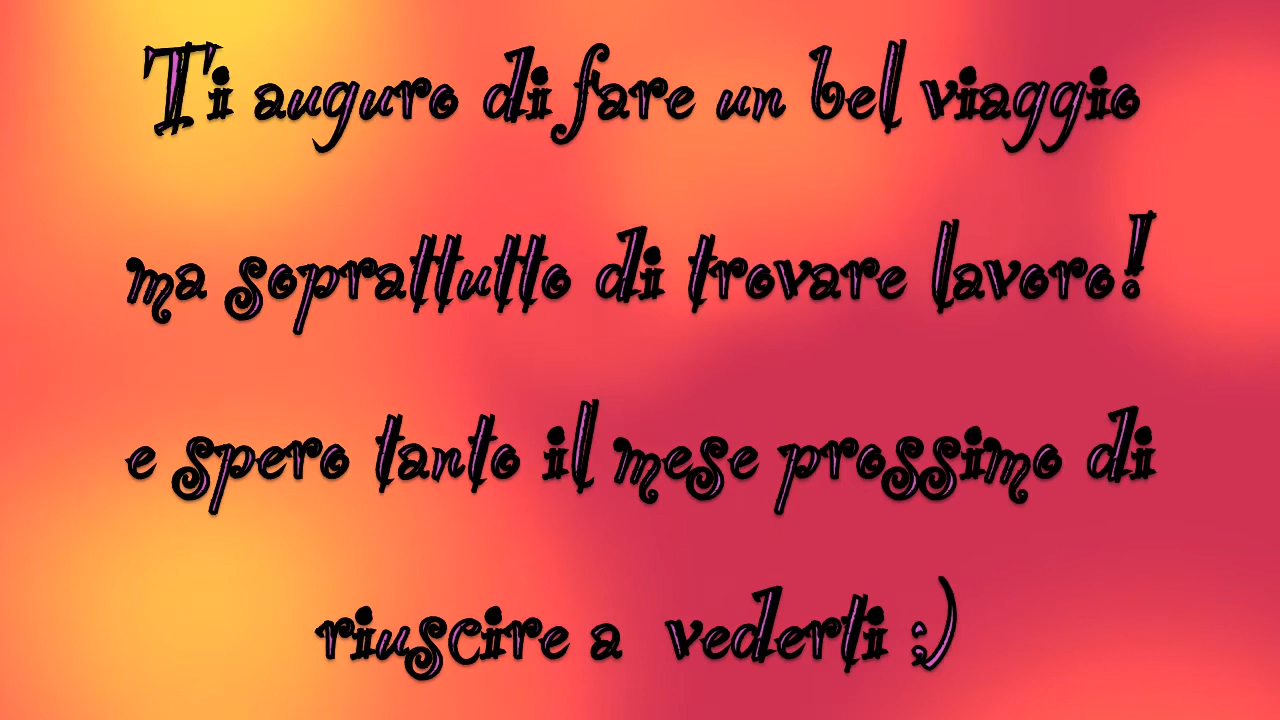 Ti auguro di fare un bel viaggio
ma soprattutto di trovare lavoro!
e spero tanto il mese prossimo di
riuscire a vederti ;)